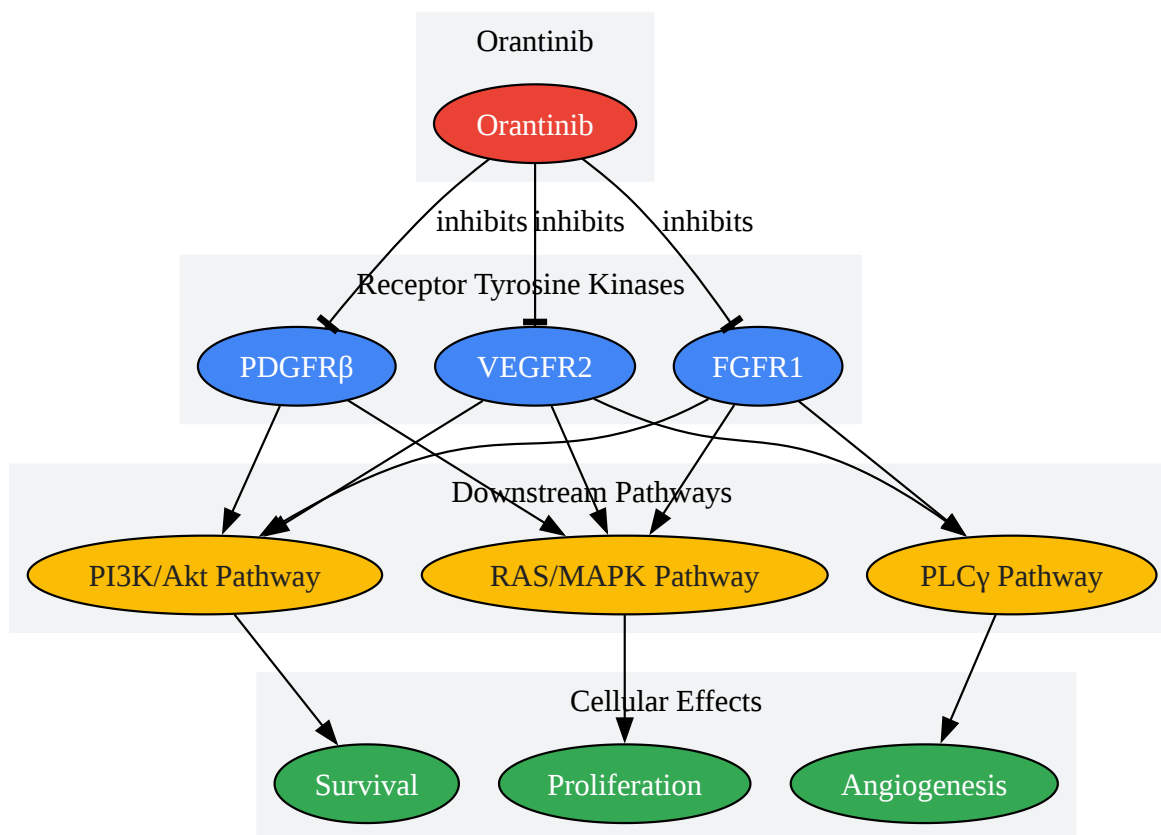 Orantinib
Orantinib
inhibits inhibits inhibits
Receptor Tyrosine Kinases
PDGFRβ VEGFR2 FGFR1
Downstream Pathways
PI3K/Akt Pathway RAS/MAPK Pathway PLCγ Pathway
Cellular Effects
Survival Proliferation Angiogenesis